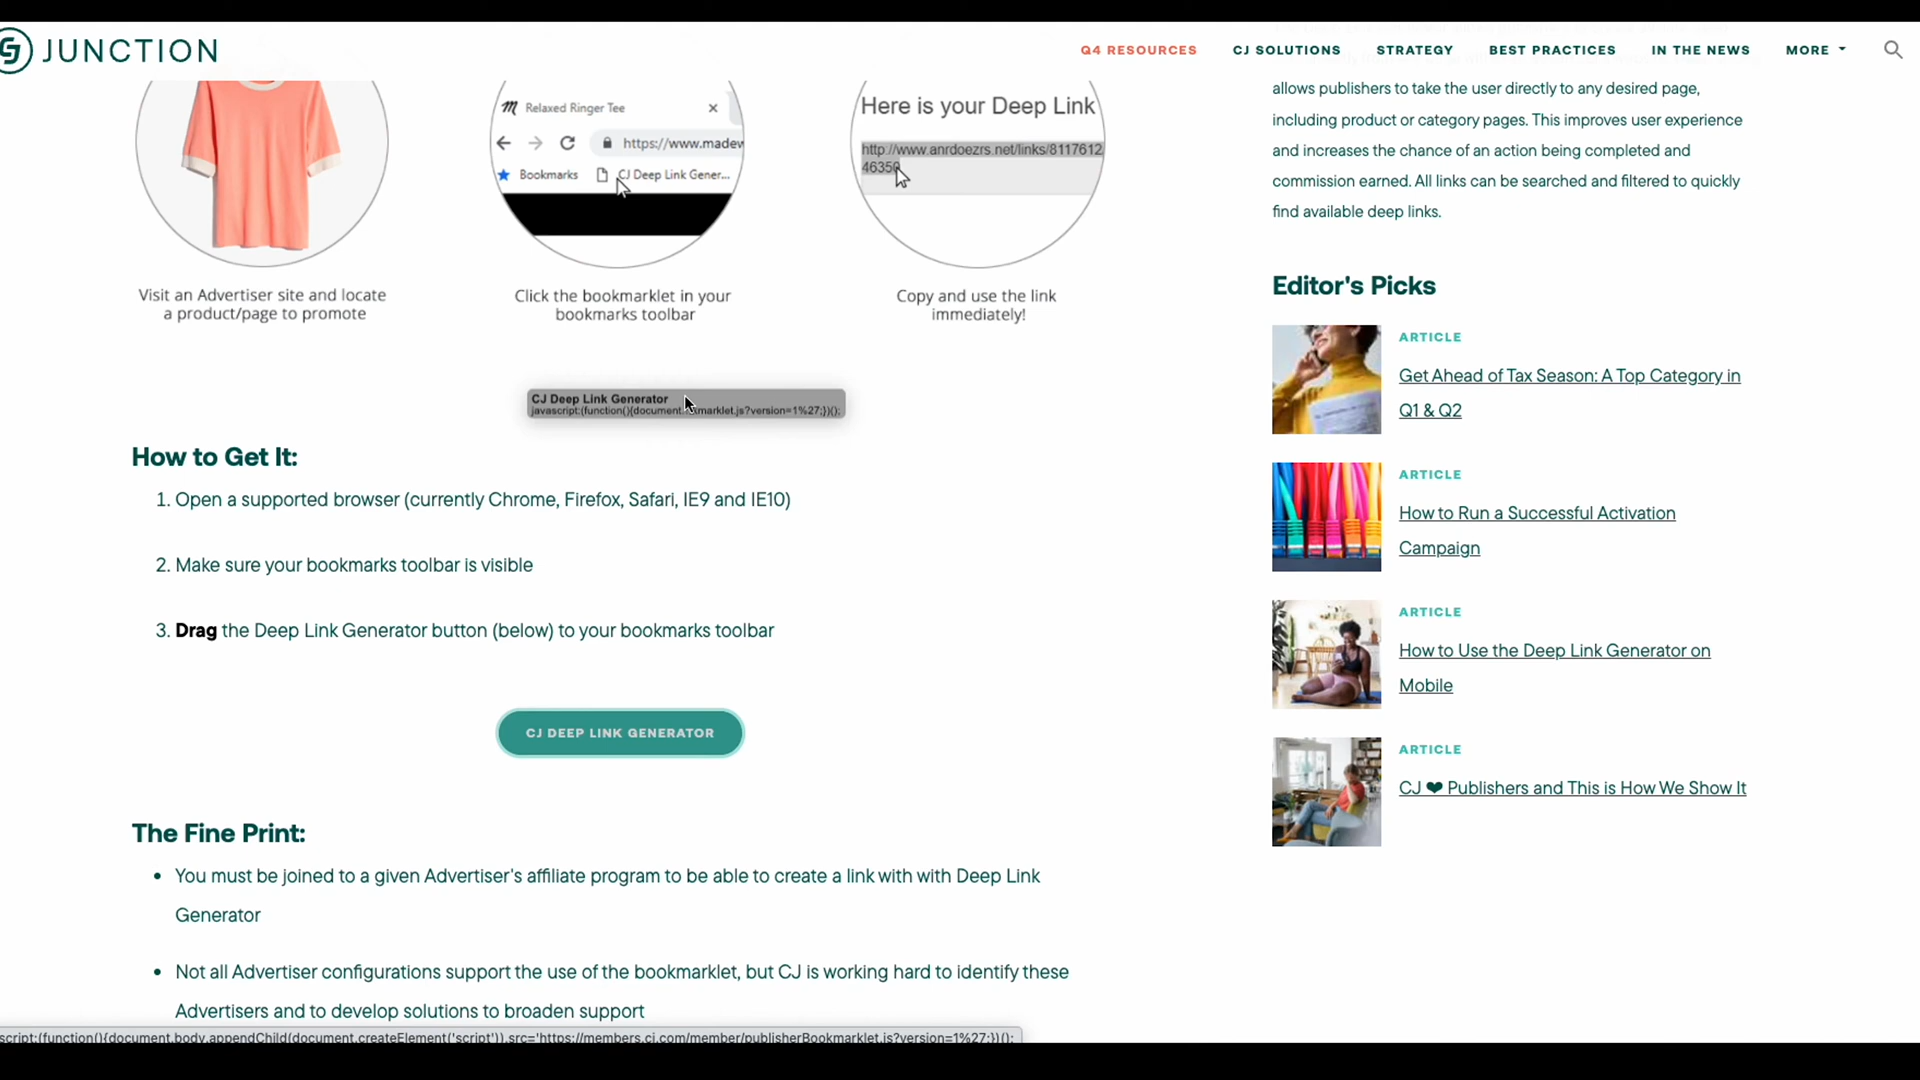 JUNCTION
Q4 RESOURCES
CJ SOLUTIONS
STRATEGY
BEST PRACTICES
IN THE NEWS
MORE
Relaxed Ringer Tee
https://www.madew
Bookmarks
CJ Deep Link Gener...
Here is your Deep Link
http://www.anrdoezrs.net/links/8117612
46350
Visit an Advertiser site and locate
a product/page to promote
Click the bookmarklet in your
bookmarks toolbar
Copy and use the link
immediately!
CJ Deep Link Generator
javascript:(function(){document. kmarklet.js?version=1%27;})();
How to Get It:
1. Open a supported browser (currently Chrome, Firefox, Safari, IE9 and IE10)
2. Make sure your bookmarks toolbar is visible
3. Drag the Deep Link Generator button (below) to your bookmarks toolbar
CJ DEEP LINK GENERATOR
The Fine Print:
• You must be joined to a given Advertiser's affiliate program to be able to create a link with with Deep Link
Generator
• Not all Advertiser configurations support the use of the bookmarklet, but CJ is working hard to identify these
Advertisers and to develop solutions to broaden support
script:(function(){document.body.appendChild(document.createElement('script')).src='https://members.cj.com/member/publisherBookmarklet.js?version=1%27;})();
allows publishers to take the user directly to any desired page,
including product or category pages. This improves user experience
and increases the chance of an action being completed and
commission earned. All links can be searched and filtered to quickly
find available deep links.
Editor's Picks
ARTICLE
Get Ahead of Tax Season: A Top Category in
Q1 & Q2
ARTICLE
How to Run a Successful Activation
Campaign
ARTICLE
How to Use the Deep Link Generator on
Mobile
ARTICLE
CJ ❤ Publishers and This is How We Show It